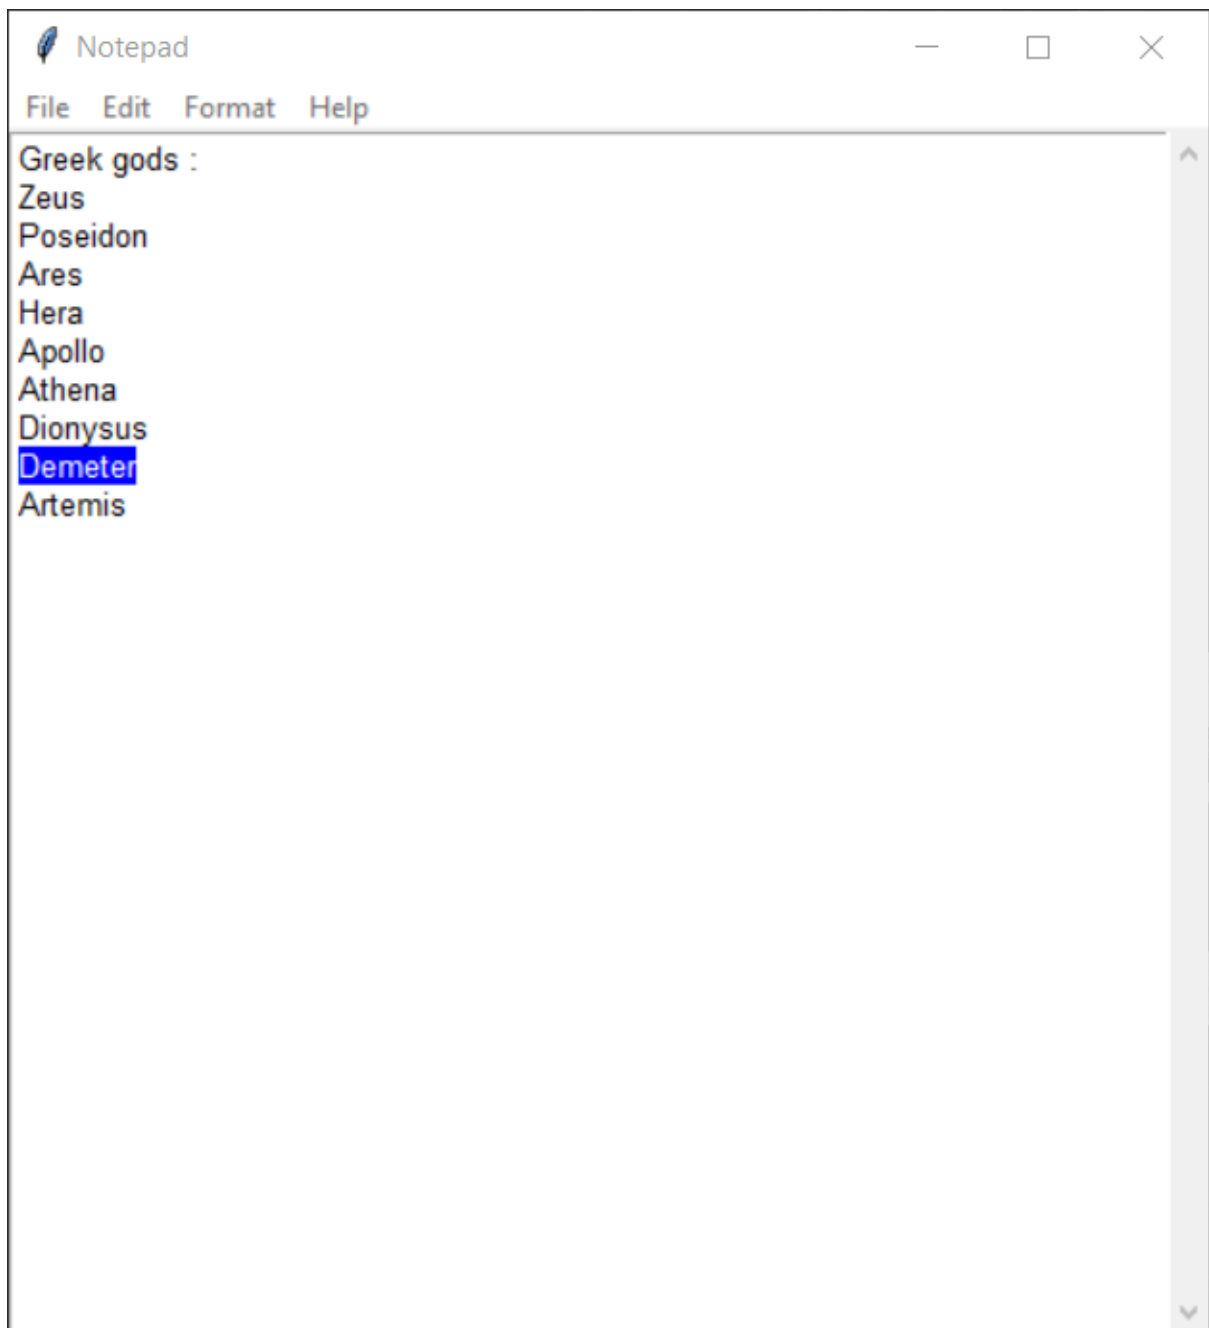 Notepad
File Edit Format Help
Greek gods :
Zeus
Poseidon
Ares
Hera
Apollo
Athena
Dionysus
Demeter
Artemis